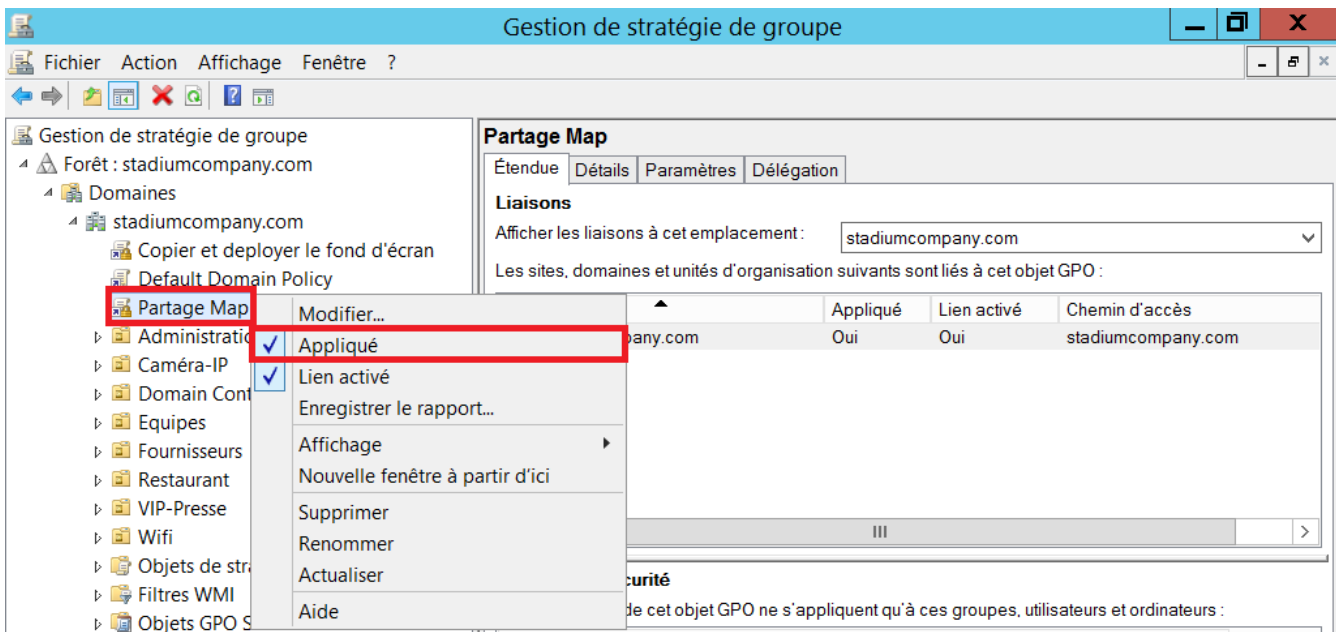 Gestion de stratégie de groupe
Fichier Action Affichage Fenêtre ?
Gestion de stratégie de groupe
Forêt : stadiumcompany.com
Domaines
stadiumcompany.com
Copier et deployer le fond d'écran
Default Domain Policy
Partage Map
Administratio
Caméra-IP
Domain Cont
Equipes
Fournisseurs
Restaurant
VIP-Presse
Wifi
Objets de stra
Filtres WMI
Objets GPO S
Modifier...
Appliqué
Lien activé
Enregistrer le rapport...
Affichage
Nouvelle fenêtre à partir d'ici
Supprimer
Renommer
Actualiser
Aide
Partage Map
Étendue Détails Paramètres Délégation
Liaisons
Afficher les liaisons à cet emplacement : stadiumcompany.com
Les sites, domaines et unités d'organisation suivants sont liés à cet objet GPO :
Appliqué Lien activé Chemin d'accès
pany.com Oui Oui stadiumcompany.com
curité
de cet objet GPO ne s'appliquent qu'à ces groupes, utilisateurs et ordinateurs :